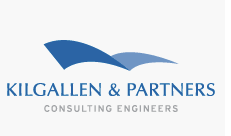 KILGALLEN & PARTNERS
CONSULTING ENGINEERS